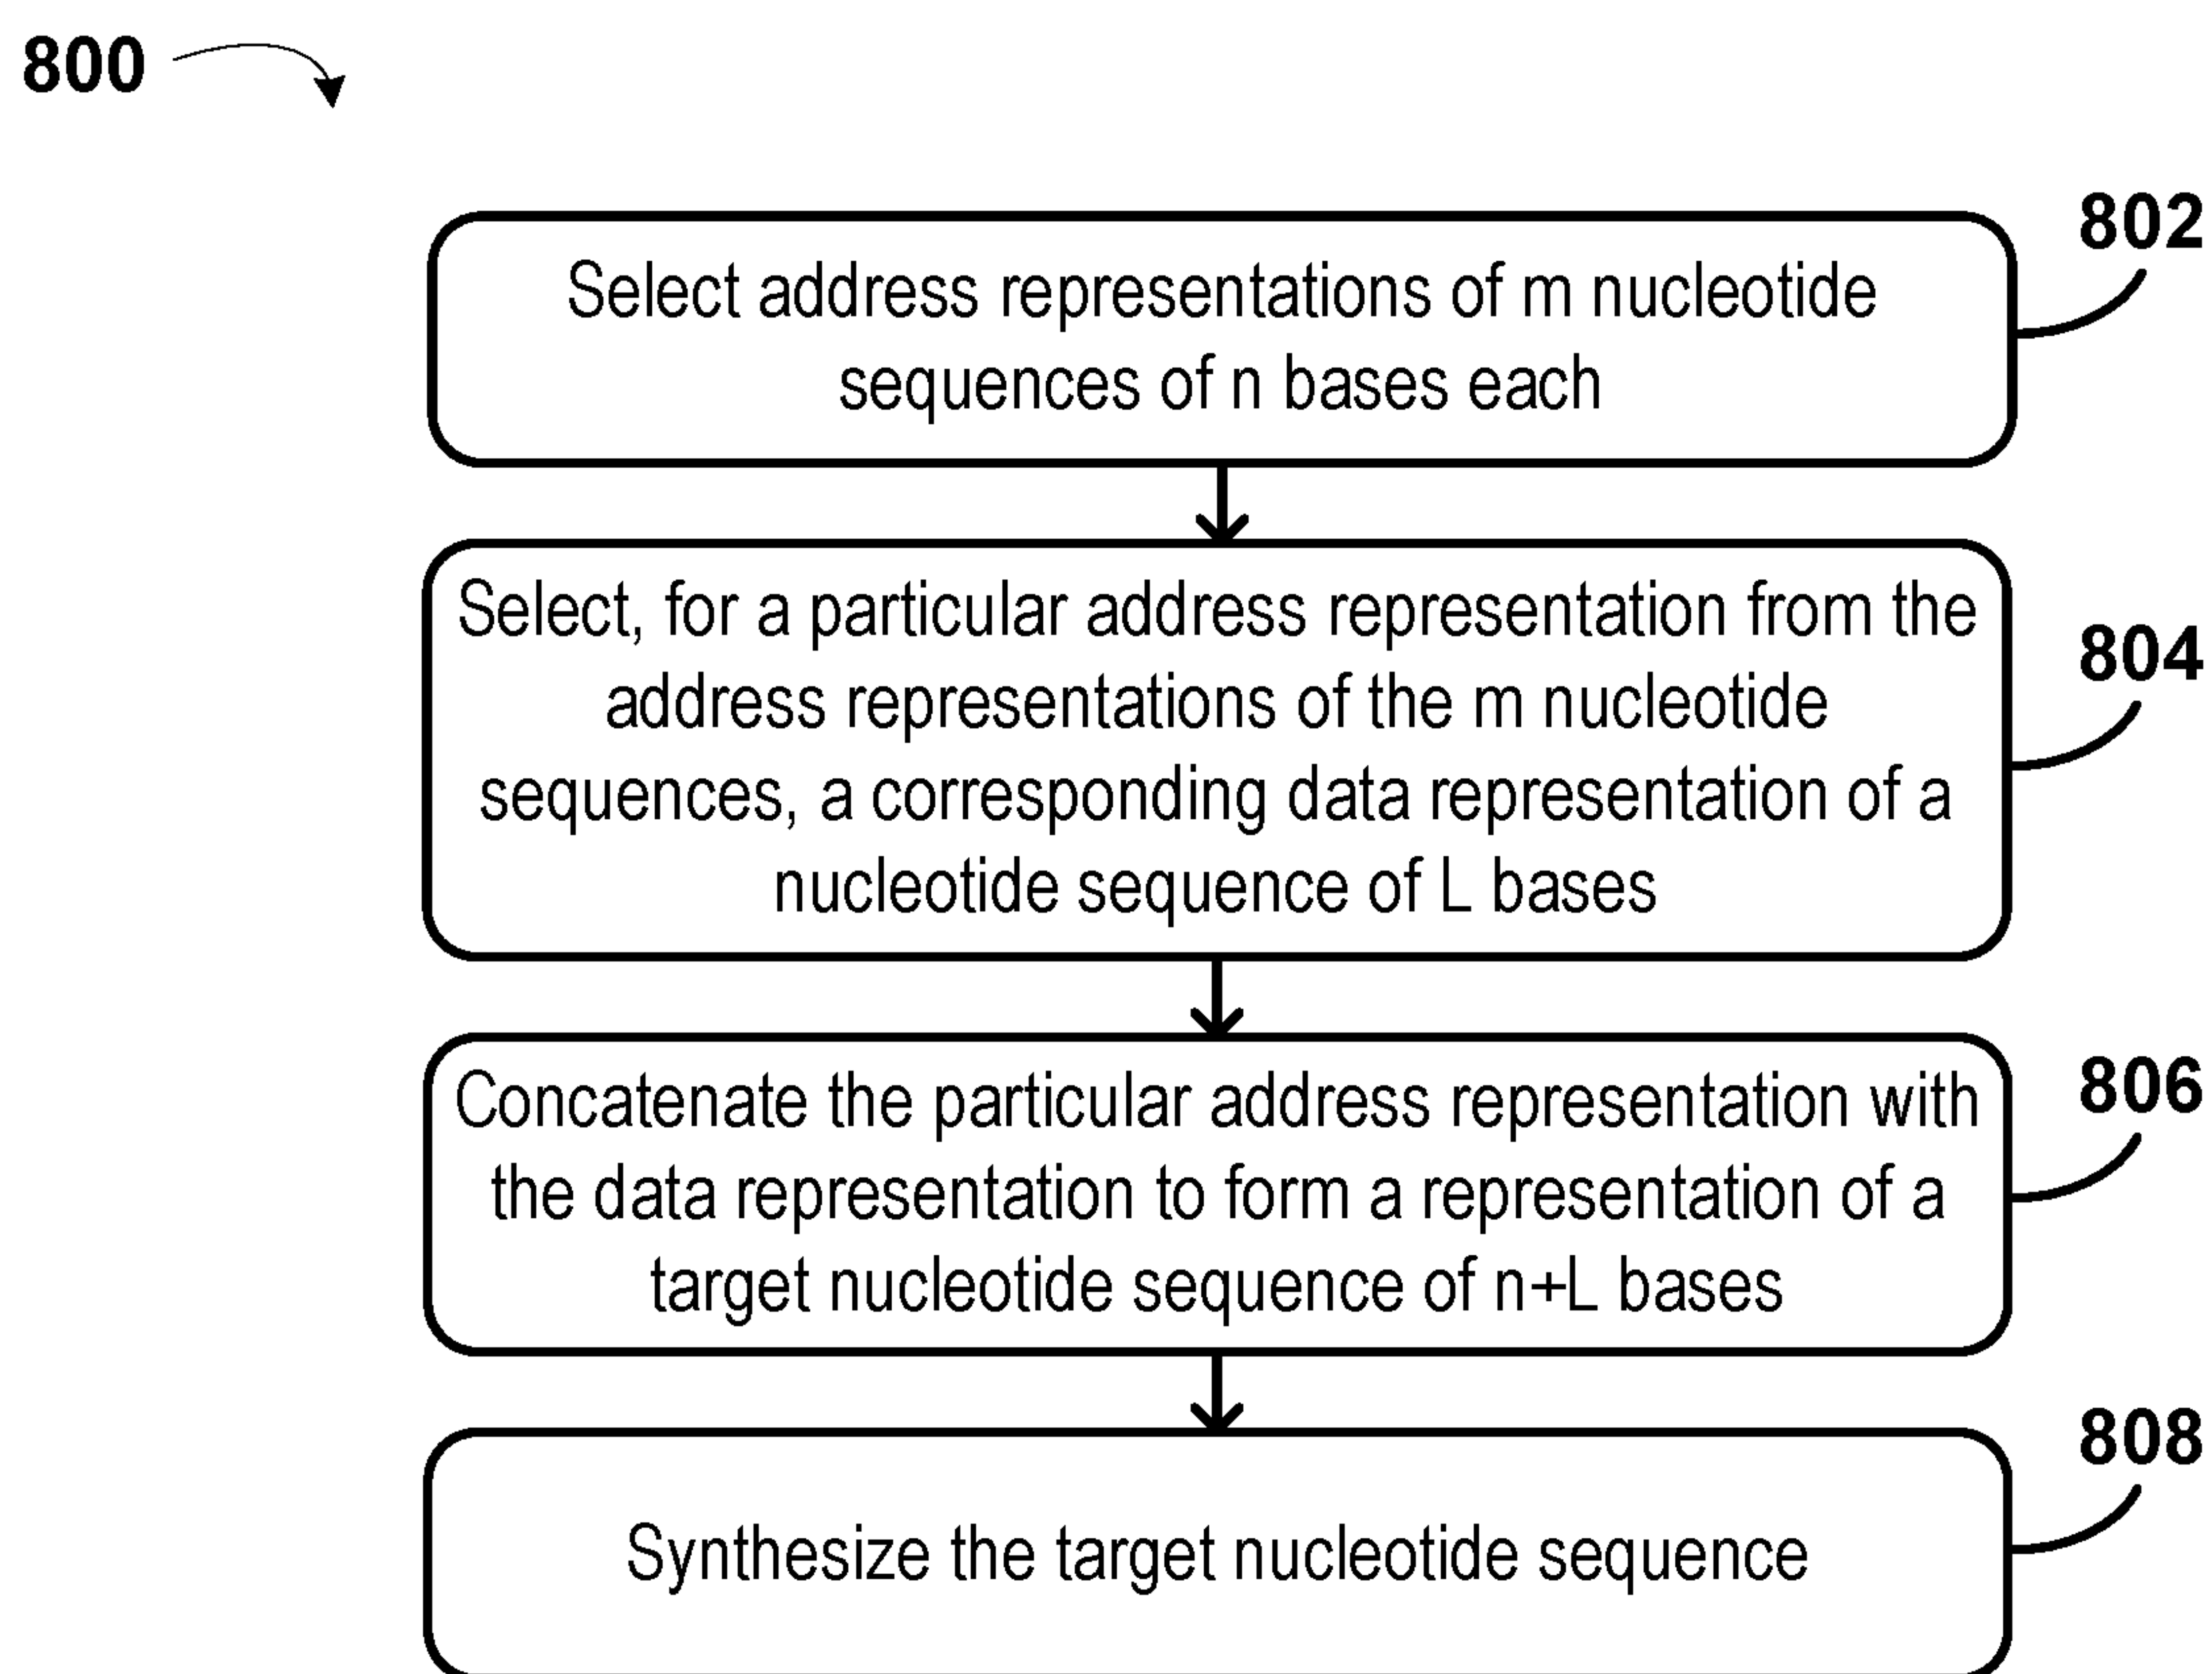 800
802
Select address representations of m nucleotide
sequences of n bases each
804
Select, for a particular address representation from the
address representations of the m nucleotide
sequences, a corresponding data representation of a
nucleotide sequence of L bases
806
Concatenate the particular address representation with
the data representation to form a representation of a
target nucleotide sequence of n+L bases
808
Synthesize the target nucleotide sequence